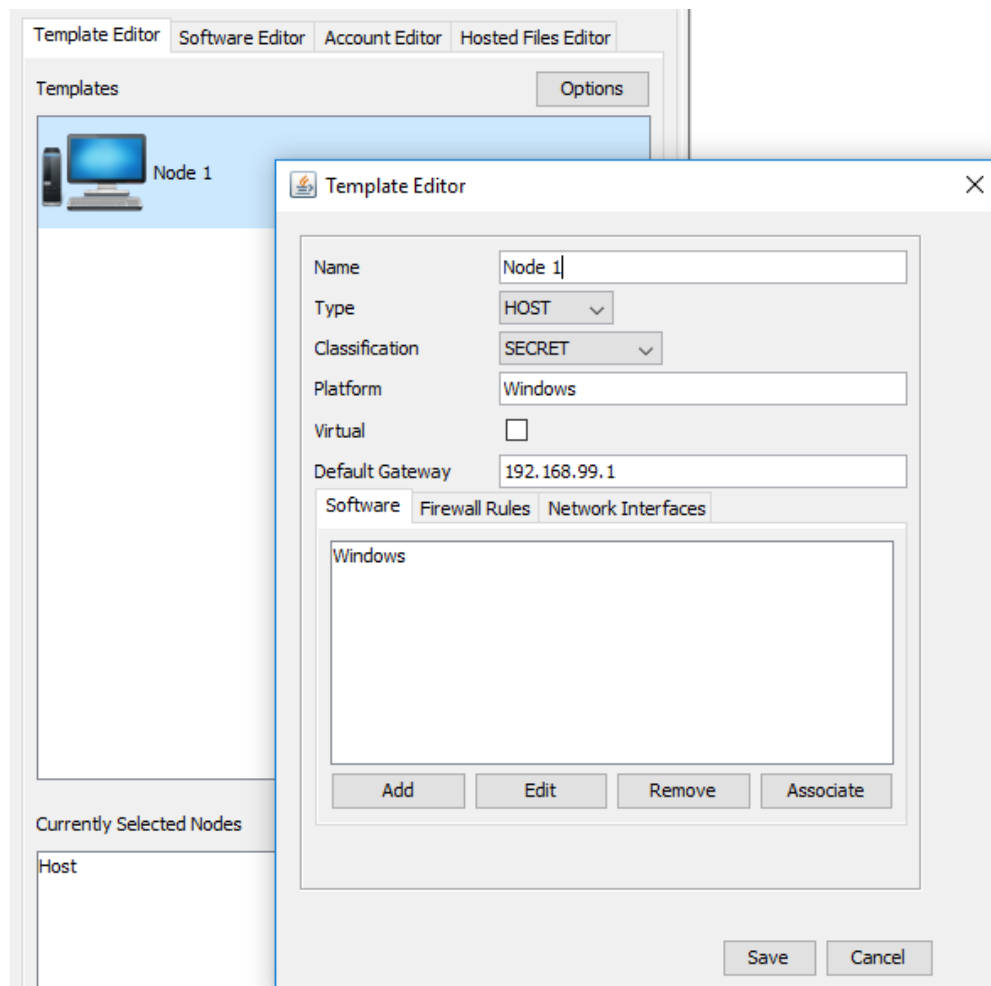 Template Editor Software Editor Account Editor Hosted Files Editor
Templates Options
Node 1
Template Editor
Name Node 1
Type HOST
Classification SECRET
Platform Windows
Virtual
Default Gateway 192.168.99.1
Software Firewall Rules Network Interfaces
Windows
Add Edit Remove Associate
Currently Selected Nodes
Host
Save Cancel